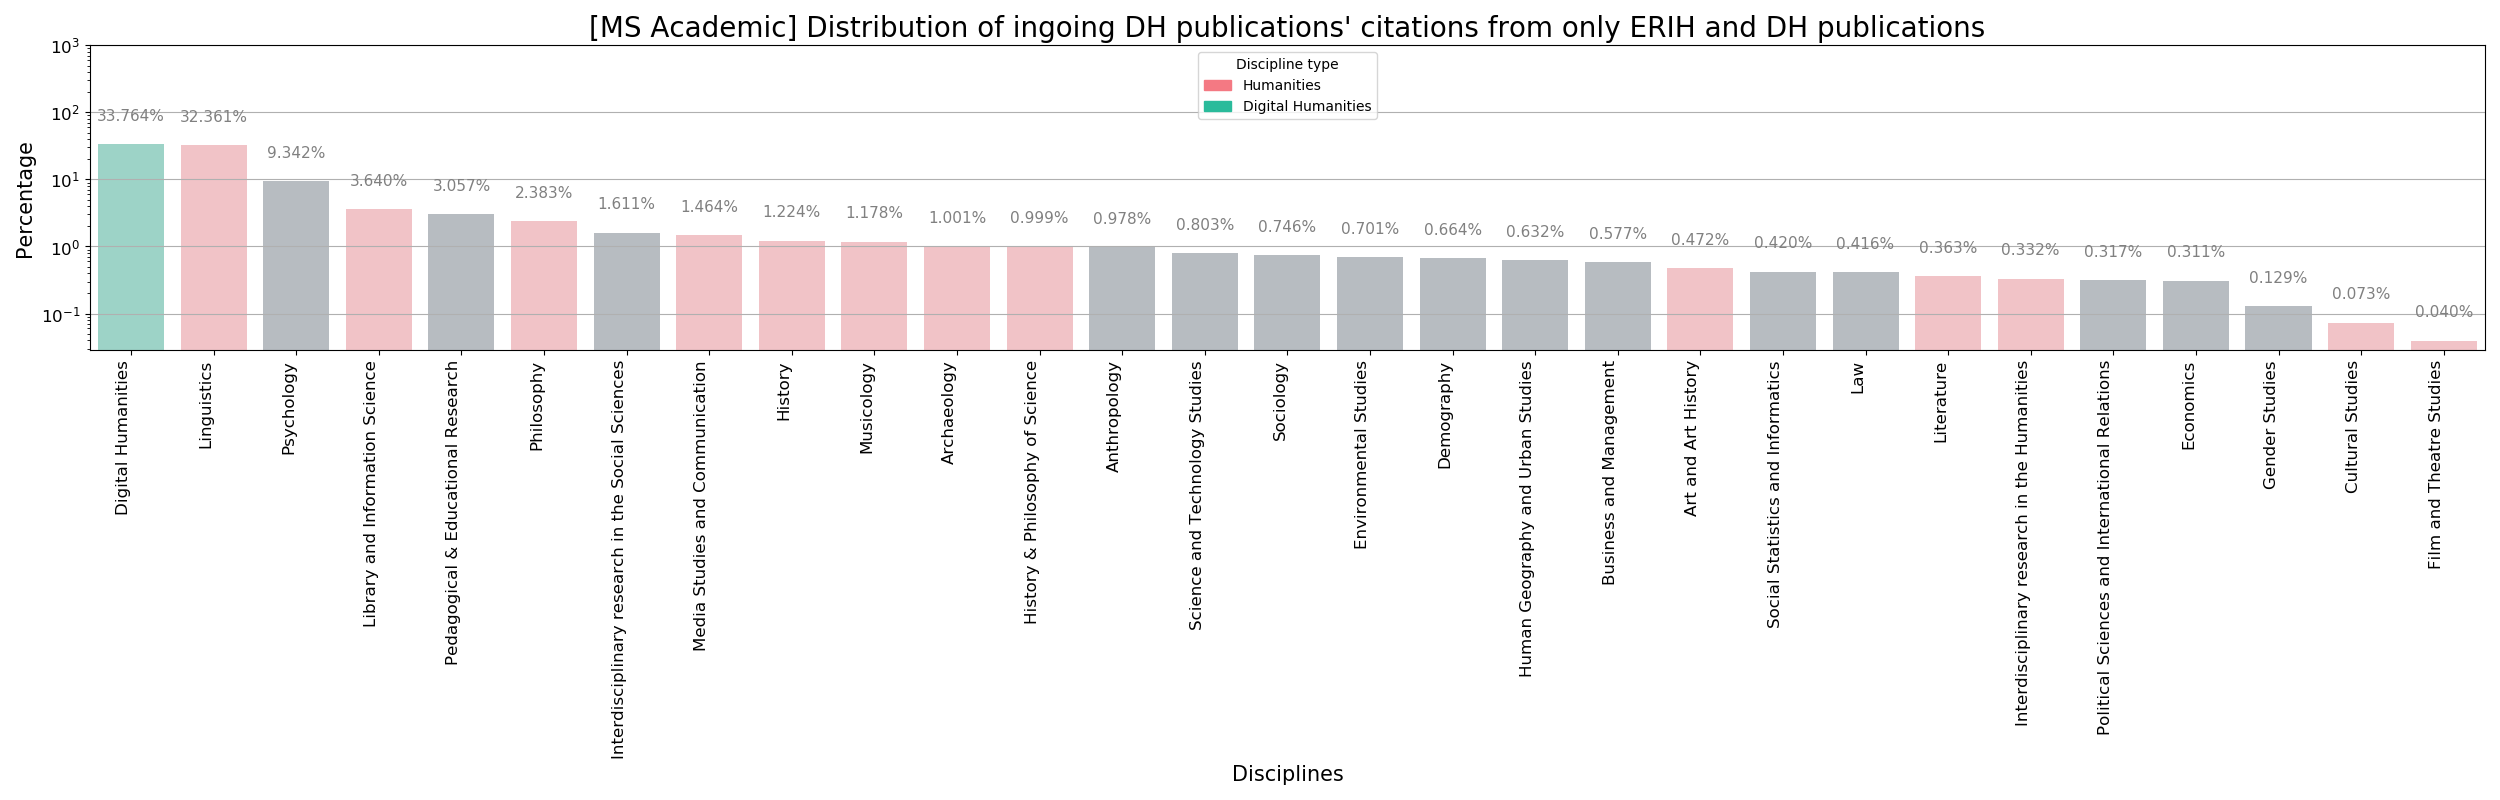 [MS Academic] Distribution of ingoing DH publications' citations from only ERIH and DH publications
Percentage
10³
10²
10¹
10⁰
10⁻¹
Discipline type
Humanities
Digital Humanities
33.764%
32.361%
9.342%
3.640%
3.057%
2.383%
1.611%
1.464%
1.224%
1.178%
1.001%
0.999%
0.978%
0.803%
0.746%
0.701%
0.664%
0.632%
0.577%
0.472%
0.420%
0.416%
0.363%
0.332%
0.317%
0.311%
0.129%
0.073%
0.040%
Digital Humanities
Linguistics
Psychology
Library and Information Science
Pedagogical & Educational Research
Philosophy
Interdisciplinary research in the Social Sciences
Media Studies and Communication
History
Musicology
Archaeology
History & Philosophy of Science
Anthropology
Science and Technology Studies
Sociology
Environmental Studies
Demography
Human Geography and Urban Studies
Business and Management
Art and Art History
Social Statistics and Informatics
Law
Literature
Interdisciplinary research in the Humanities
Political Sciences and International Relations
Economics
Gender Studies
Cultural Studies
Film and Theatre Studies
Disciplines